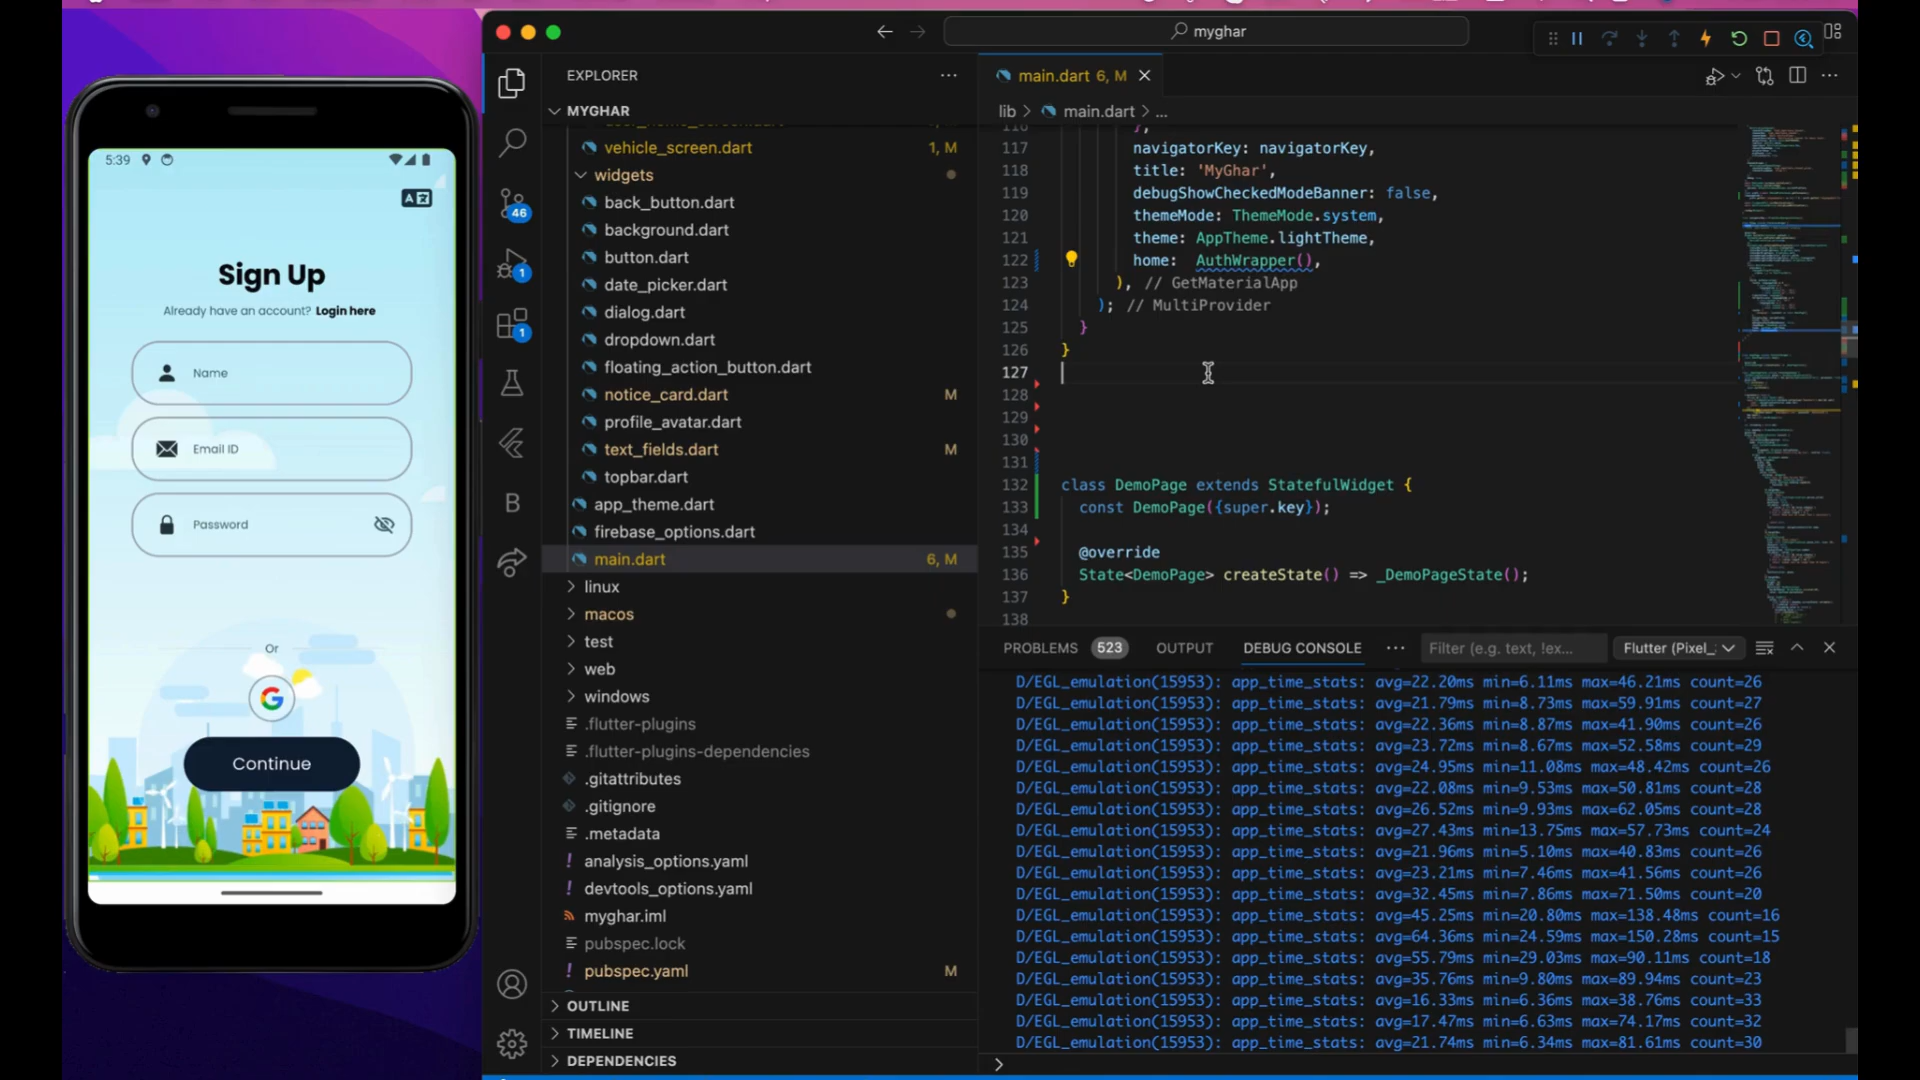 5:39
Sign Up
Already have an account? Login here
Name
Email ID
Password
Or
Continue
myghar
EXPLORER
MYGHAR
vehicle_screen.dart 1, M
widgets
back_button.dart
background.dart
button.dart
date_picker.dart
dialog.dart
dropdown.dart
floating_action_button.dart
notice_card.dart M
profile_avatar.dart
text_fields.dart M
topbar.dart
app_theme.dart
firebase_options.dart
main.dart 6, M
linux
macos
test
web
windows
.flutter-plugins
.flutter-plugins-dependencies
.gitattributes
.gitignore
.metadata
analysis_options.yaml
devtools_options.yaml
myghar.iml
pubspec.lock
pubspec.yaml M
OUTLINE
TIMELINE
DEPENDENCIES
46
1
1
main.dart 6, M
lib > main.dart > ...
116 },
117 navigatorKey: navigatorKey,
118 title: 'MyGhar',
119 debugShowCheckedModeBanner: false,
120 themeMode: ThemeMode.system,
121 theme: AppTheme.lightTheme,
122 home:  AuthWrapper(),
123 ), // GetMaterialApp
124 ); // MultiProvider
125 }
126 }
127
128
129
130
131
132 class DemoPage extends StatefulWidget {
133 const DemoPage({super.key});
134
135 @override
136 State<DemoPage> createState() => _DemoPageState();
137 }
138
PROBLEMS 523 OUTPUT DEBUG CONSOLE ... Filter (e.g. text, !ex... Flutter (Pixel_
D/EGL_emulation(15953): app_time_stats: avg=22.20ms min=6.11ms max=46.21ms count=26
D/EGL_emulation(15953): app_time_stats: avg=21.79ms min=8.73ms max=59.91ms count=27
D/EGL_emulation(15953): app_time_stats: avg=22.36ms min=8.87ms max=41.90ms count=26
D/EGL_emulation(15953): app_time_stats: avg=23.72ms min=8.67ms max=52.58ms count=29
D/EGL_emulation(15953): app_time_stats: avg=24.95ms min=11.08ms max=48.42ms count=26
D/EGL_emulation(15953): app_time_stats: avg=22.08ms min=9.53ms max=50.81ms count=28
D/EGL_emulation(15953): app_time_stats: avg=26.52ms min=9.93ms max=62.05ms count=28
D/EGL_emulation(15953): app_time_stats: avg=27.43ms min=13.75ms max=57.73ms count=24
D/EGL_emulation(15953): app_time_stats: avg=21.96ms min=5.10ms max=40.83ms count=26
D/EGL_emulation(15953): app_time_stats: avg=23.21ms min=7.46ms max=41.56ms count=26
D/EGL_emulation(15953): app_time_stats: avg=32.45ms min=7.86ms max=71.50ms count=20
D/EGL_emulation(15953): app_time_stats: avg=45.25ms min=20.80ms max=138.48ms count=16
D/EGL_emulation(15953): app_time_stats: avg=64.36ms min=24.59ms max=150.28ms count=15
D/EGL_emulation(15953): app_time_stats: avg=55.79ms min=29.03ms max=90.11ms count=18
D/EGL_emulation(15953): app_time_stats: avg=35.76ms min=9.80ms max=89.94ms count=23
D/EGL_emulation(15953): app_time_stats: avg=16.33ms min=6.36ms max=38.76ms count=33
D/EGL_emulation(15953): app_time_stats: avg=17.47ms min=6.63ms max=74.17ms count=32
D/EGL_emulation(15953): app_time_stats: avg=21.74ms min=6.34ms max=81.61ms count=30